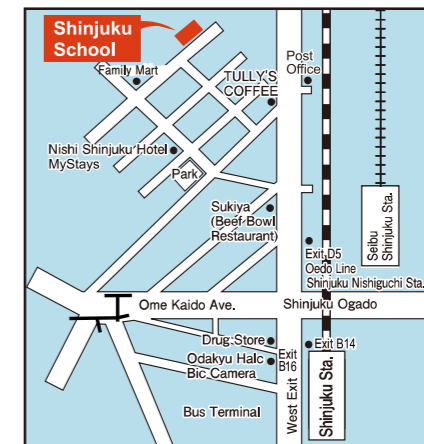 Shinjuku
School
Family Mart
Post
Office
TULLY'S
COFFEE
Nishi Shinjuku Hotel
MyStays
Park
Sukiya
(Beef Bowl
Restaurant)
Seibu
Shinjuku Sta.
Exit D5
Oedo Line
Shinjuku Nishiguchi Sta.
Ome Kaido Ave.
Shinjuku Ogado
Drug Store
Exit B14
Odakyu Halc
Bic Camera
Exit
B16
Bus Terminal
West Exit
Shinjuku Sta.